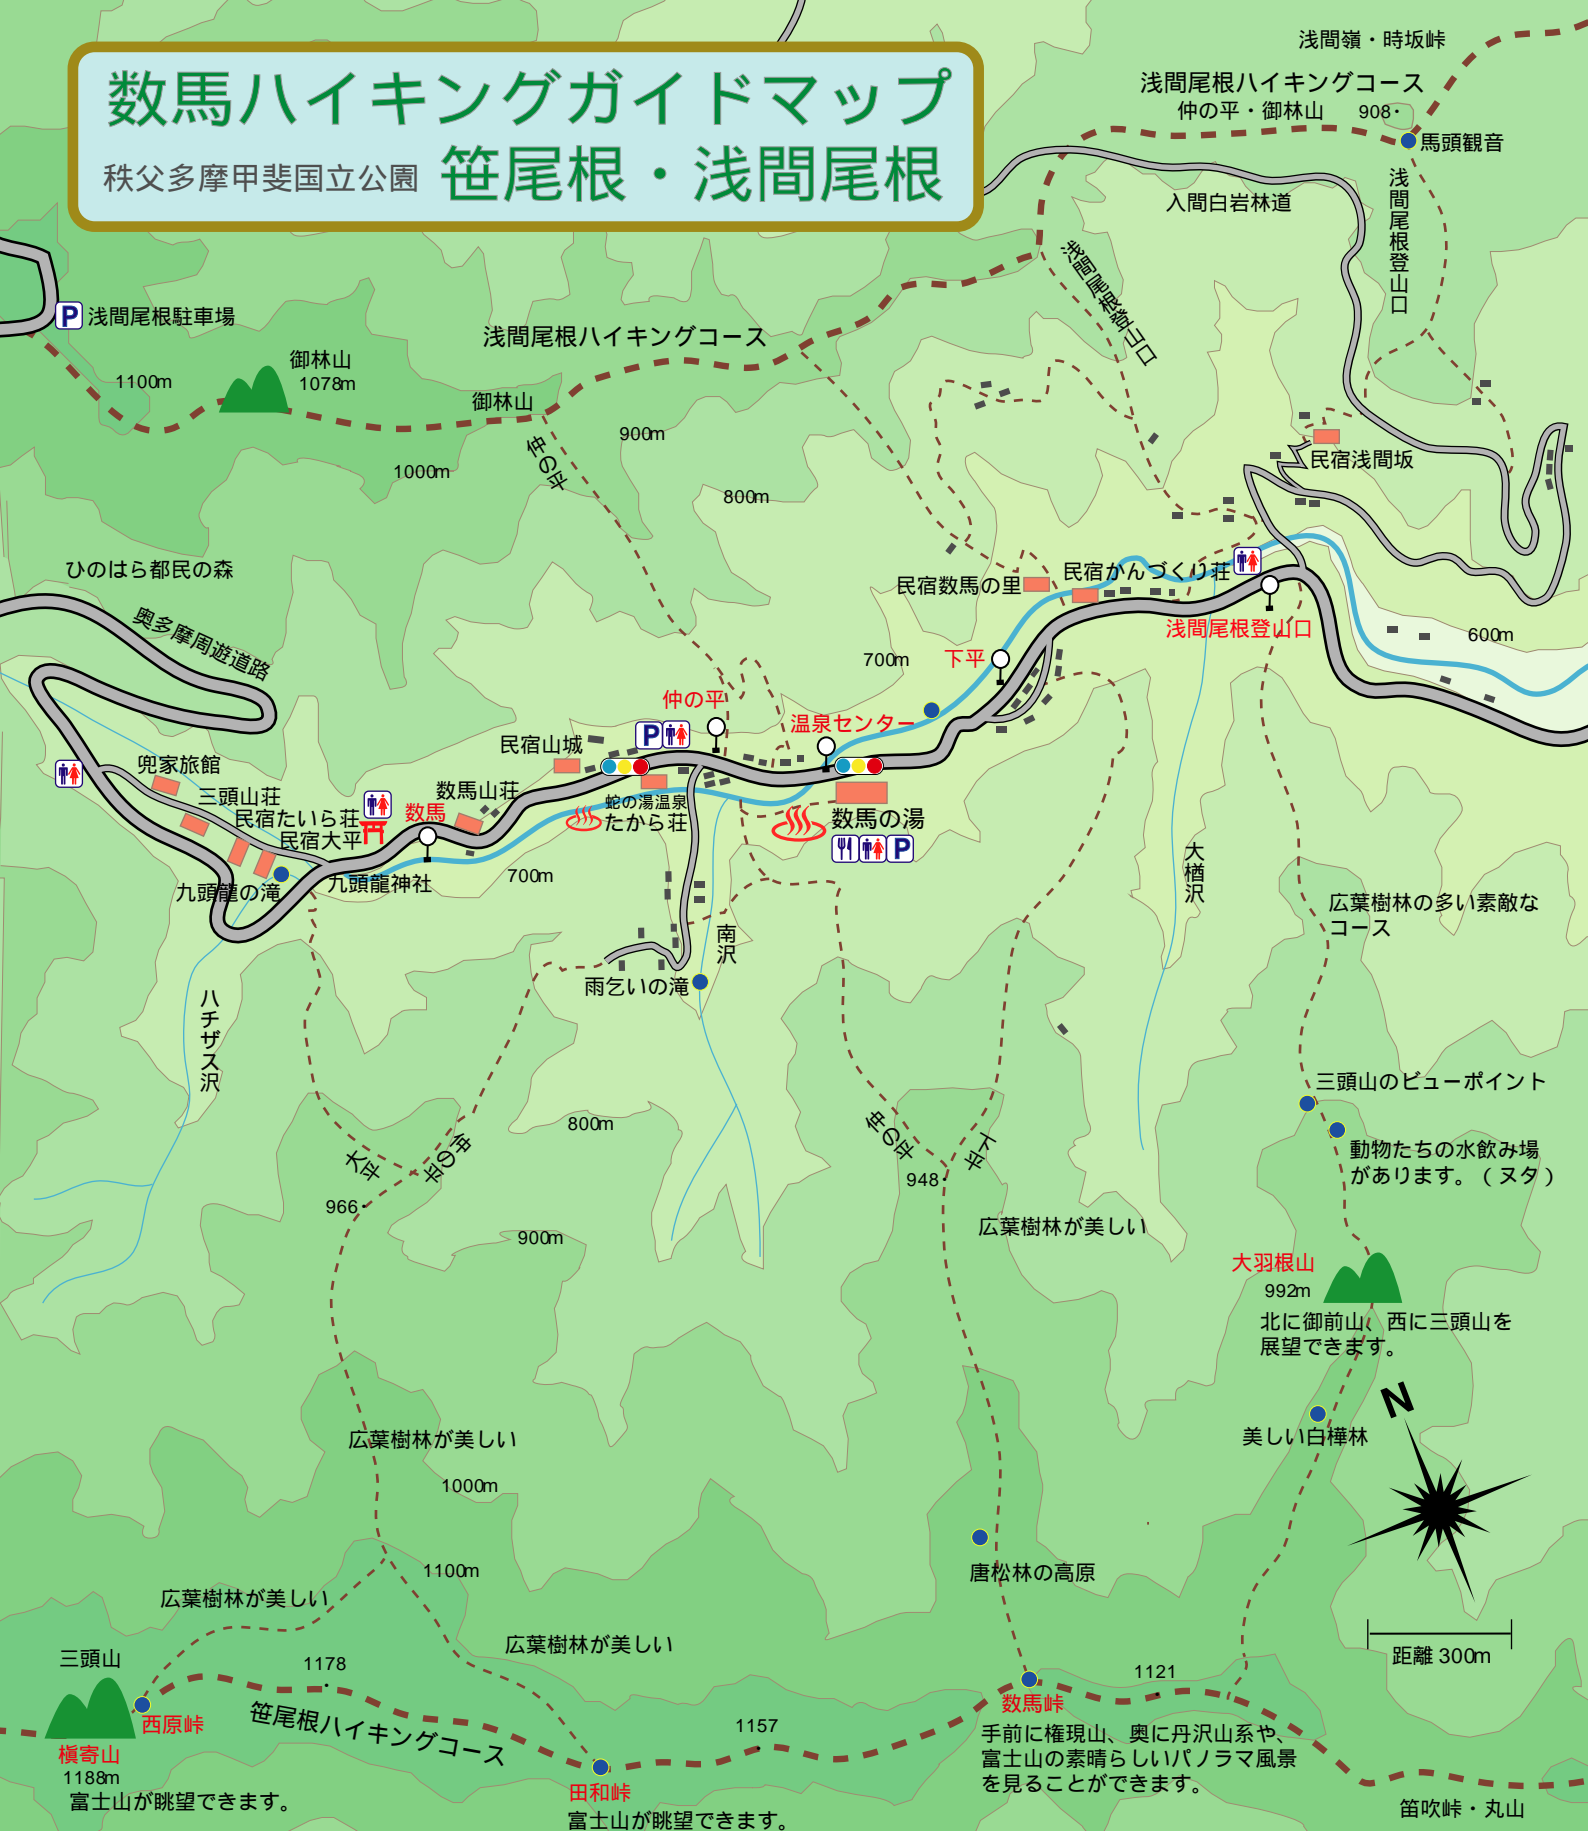 数馬ハイキングガイドマップ
秩父多摩甲斐国立公園 笹尾根・浅間尾根
浅間嶺・時坂峠
浅間尾根ハイキングコース
仲の平・御林山
908
馬頭観音
浅間尾根登山口
入間白岩林道
浅間尾根登山口
P
浅間尾根駐車場
浅間尾根ハイキングコース
御林山
1078m
1100m
御林山
仲の平
900m
1000m
800m
民宿浅間坂
ひのはら都民の森
奥多摩周遊道路
民宿数馬の里
民宿かんづくり荘
浅間尾根登山口
600m
700m
下平
仲の平
温泉センター
P
民宿山城
兜家旅館
三頭山荘
民宿たいら荘
民宿大平
数馬山荘
数馬
蛇の湯温泉
たから荘
数馬の湯
P
九頭龍の滝
九頭龍神社
700m
大楢沢
広葉樹林の多い素敵な
コース
南沢
雨乞いの滝
ハチザス沢
三頭山のビューポイント
800m
動物たちの水飲み場
があります。（ヌタ）
大平
仲の平
仲の平
下平
966
948
広葉樹林が美しい
900m
大羽根山
992m
北に御前山、西に三頭山を
展望できます。
N
美しい白樺林
広葉樹林が美しい
1000m
唐松林の高原
1100m
広葉樹林が美しい
広葉樹林が美しい
距離 300m
三頭山
1178
1121
西原峠
数馬峠
笹尾根ハイキングコース
1157
槇寄山
1188m
富士山が眺望できます。
田和峠
富士山が眺望できます。
手前に権現山、奥に丹沢山系や、
富士山の素晴らしいパノラマ風景
を見ることができます。
笛吹峠・丸山